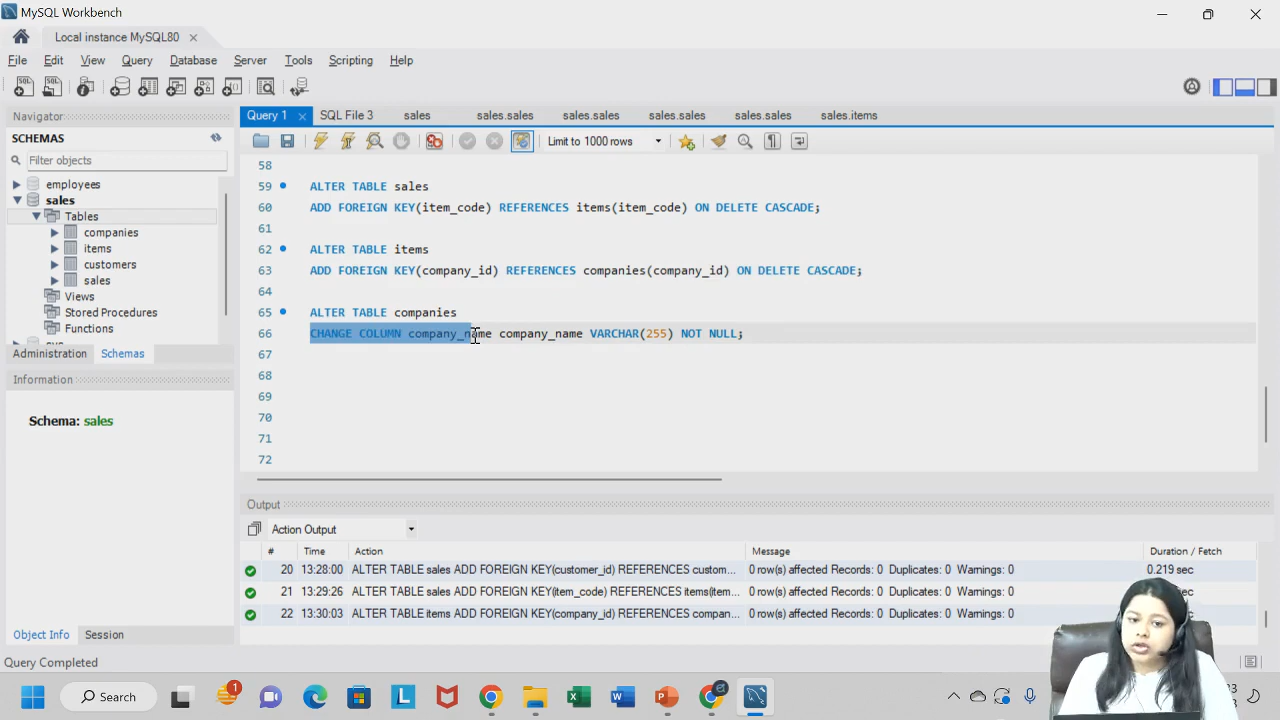 MySQL Workbench
Local instance MySQL80
File Edit View Query Database Server Tools Scripting Help
Navigator
SCHEMAS
Filter objects
employees
sales
Tables
companies
items
customers
sales
Views
Stored Procedures
Functions
Administration Schemas
Information
Schema: sales
Object Info Session
Query Completed
Query 1 SQL File 3 sales sales.sales sales.sales sales.sales sales.sales sales.items
Limit to 1000 rows
58
59 ALTER TABLE sales
60 ADD FOREIGN KEY(item_code) REFERENCES items(item_code) ON DELETE CASCADE;
61
62 ALTER TABLE items
63 ADD FOREIGN KEY(company_id) REFERENCES companies(company_id) ON DELETE CASCADE;
64
65 ALTER TABLE companies
66 CHANGE COLUMN company_name company_name VARCHAR(255) NOT NULL;
67
68
69
70
71
72
Output
Action Output
# Time Action Message Duration / Fetch
20 13:28:00 ALTER TABLE sales ADD FOREIGN KEY(customer_id) REFERENCES custom... 0 row(s) affected Records: 0 Duplicates: 0 Warnings: 0 0.219 sec
21 13:29:26 ALTER TABLE sales ADD FOREIGN KEY(item_code) REFERENCES items(item... 0 row(s) affected Records: 0 Duplicates: 0 Warnings: 0 sec
22 13:30:03 ALTER TABLE items ADD FOREIGN KEY(company_id) REFERENCES compan... 0 row(s) affected Records: 0 Duplicates: 0 Warnings: 0 sec
Search
1